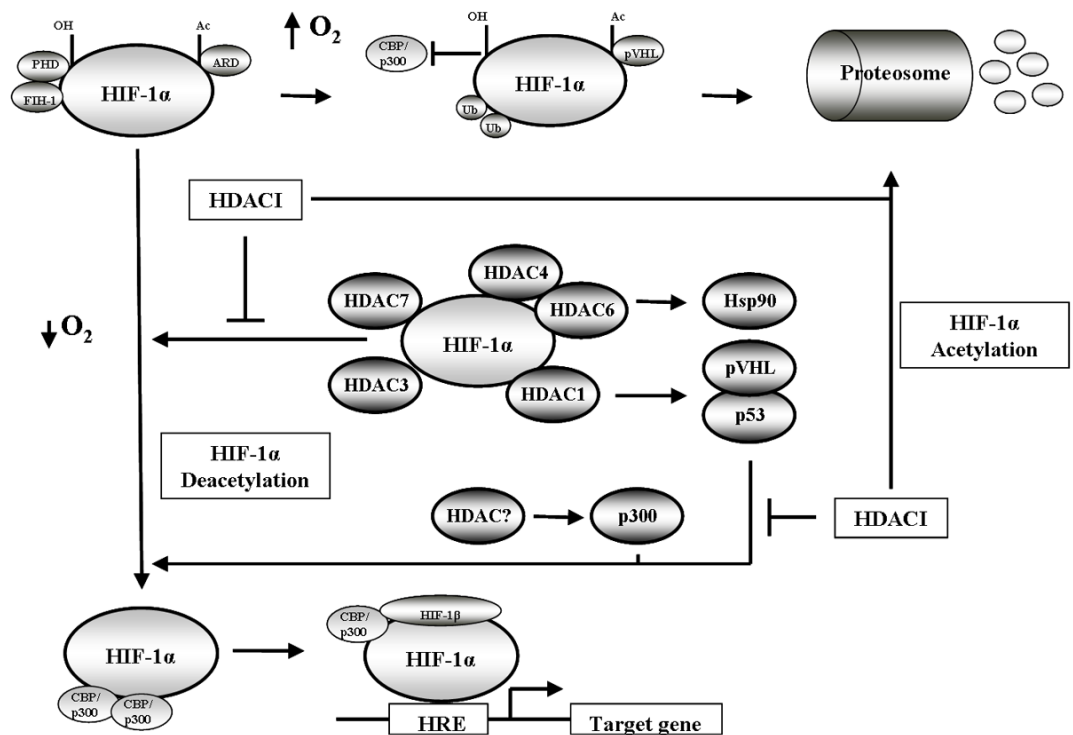 OH
Ac
PHD
FIH-1
HIF-1α
ARD
O2
CBP/
p300
OH
Ac
pVHL
HIF-1α
Ub
Ub
Proteosome
HDACI
HDAC4
HDAC7
HDAC6
HIF-1α
HDAC3
HDAC1
Hsp90
pVHL
p53
O2
HIF-1α
Acetylation
HIF-1α
Deacetylation
HDAC?
p300
HDACI
HIF-1α
CBP/
p300
CBP/
p300
CBP/
p300
HIF-1β
HIF-1α
HRE
Target gene